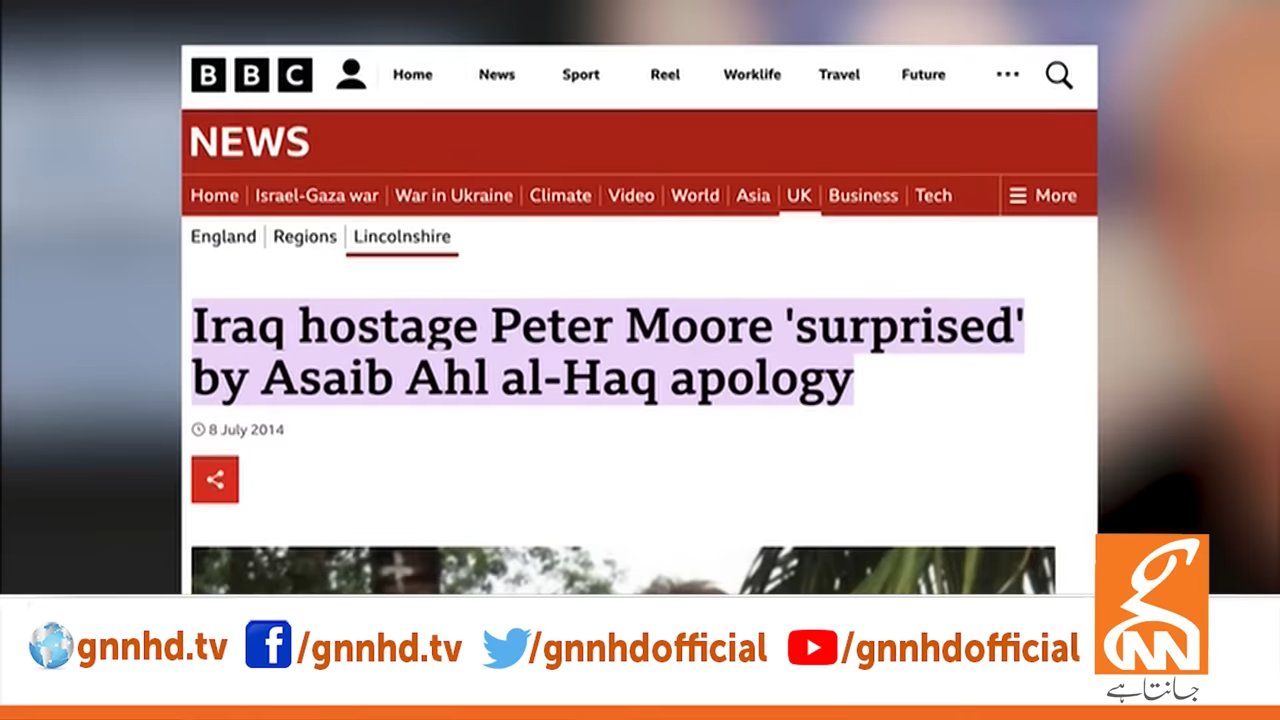 BBC Home News Sport Reel Worklife Travel Future ...
NEWS
Home Israel-Gaza war War in Ukraine Climate Video World Asia UK Business Tech More
England Regions Lincolnshire
Iraq hostage Peter Moore 'surprised'
by Asaib Ahl al-Haq apology
8 July 2014
gnnhd.tv /gnnhd.tv /gnnhdofficial /gnnhdofficial
GNN
جانتا ہے